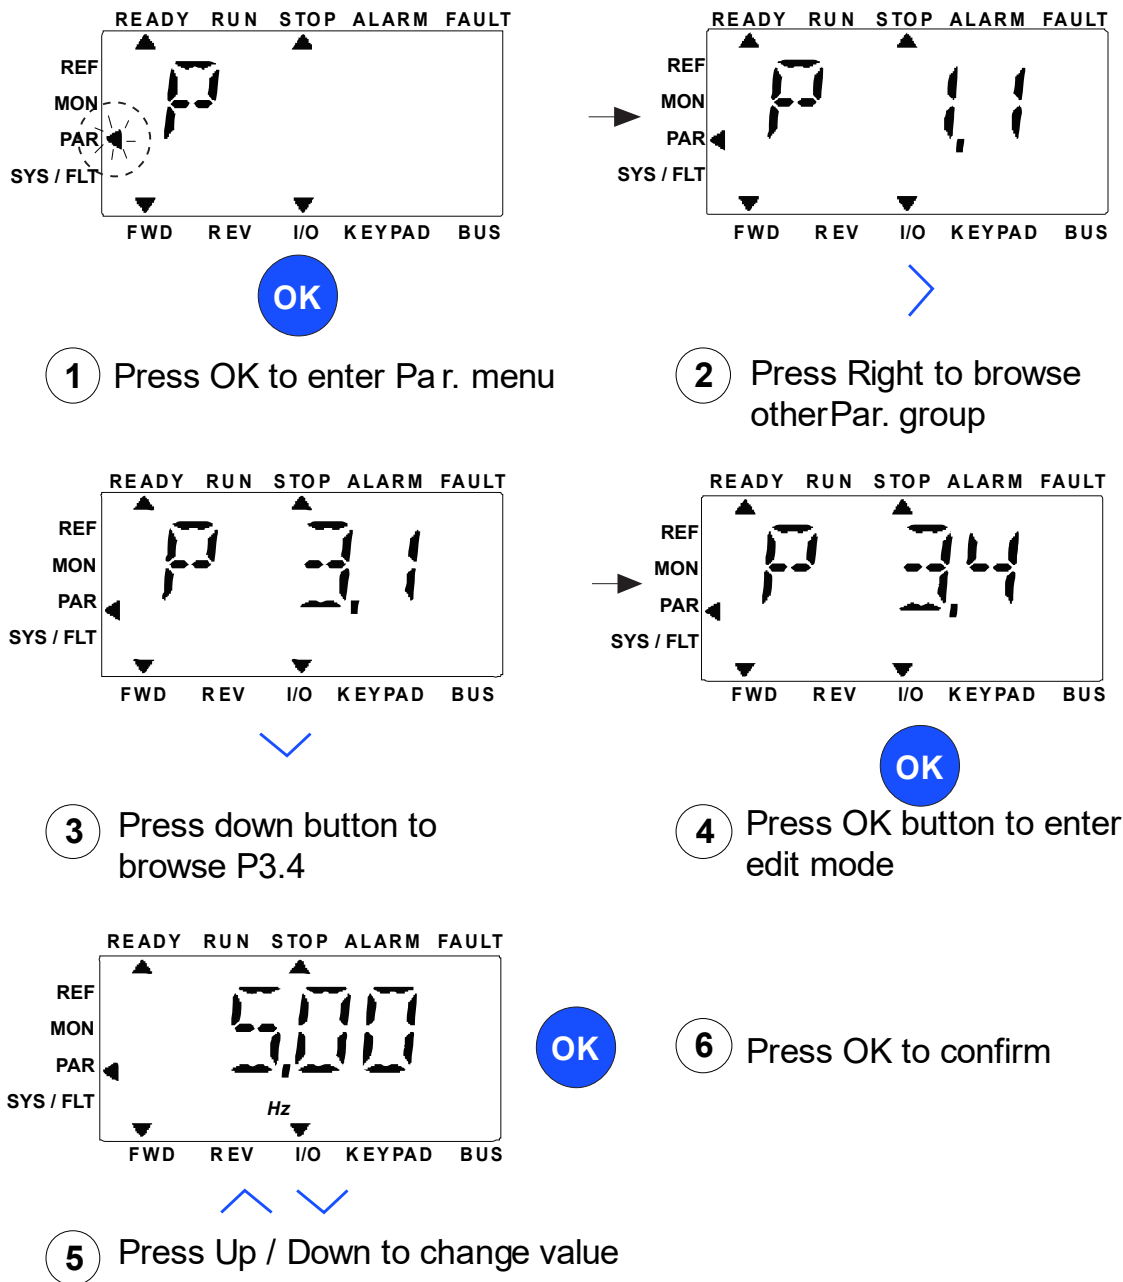 READY RUN STOP ALARM FAULT
REF
MON
PAR
SYS / FLT
P
FWD REV I/O KEYPAD BUS
OK
1 Press OK to enter Par. menu
READY RUN STOP ALARM FAULT
REF
MON
PAR
SYS / FLT
P 1.1
FWD REV I/O KEYPAD BUS
2 Press Right to browse
otherPar. group
READY RUN STOP ALARM FAULT
REF
MON
PAR
SYS / FLT
P 3.1
FWD REV I/O KEYPAD BUS
3 Press down button to
browse P3.4
READY RUN STOP ALARM FAULT
REF
MON
PAR
SYS / FLT
P 3.4
FWD REV I/O KEYPAD BUS
OK
4 Press OK button to enter
edit mode
READY RUN STOP ALARM FAULT
REF
MON
PAR
SYS / FLT
5.00
Hz
FWD REV I/O KEYPAD BUS
5 Press Up / Down to change value
OK
6 Press OK to confirm